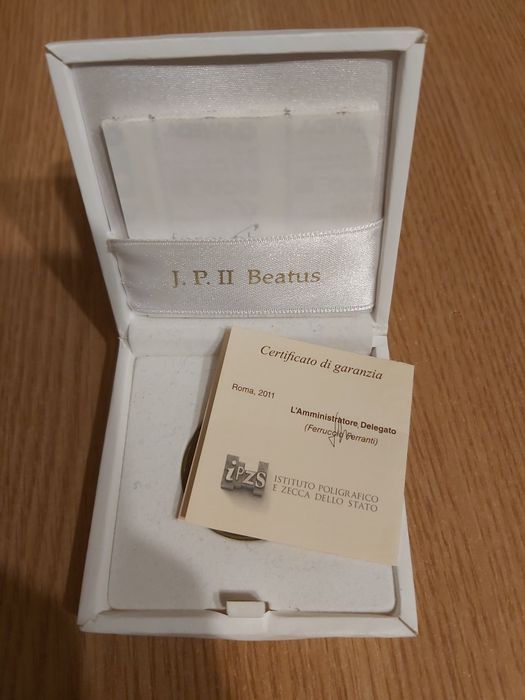 J. P. II Beatus
Certificato di garanzia
Roma, 2011
L'Amministratore Delegato
(Ferruccio Ferranti)
iPZS
ISTITUTO POLIGRAFICO
E ZECCA DELLO STATO